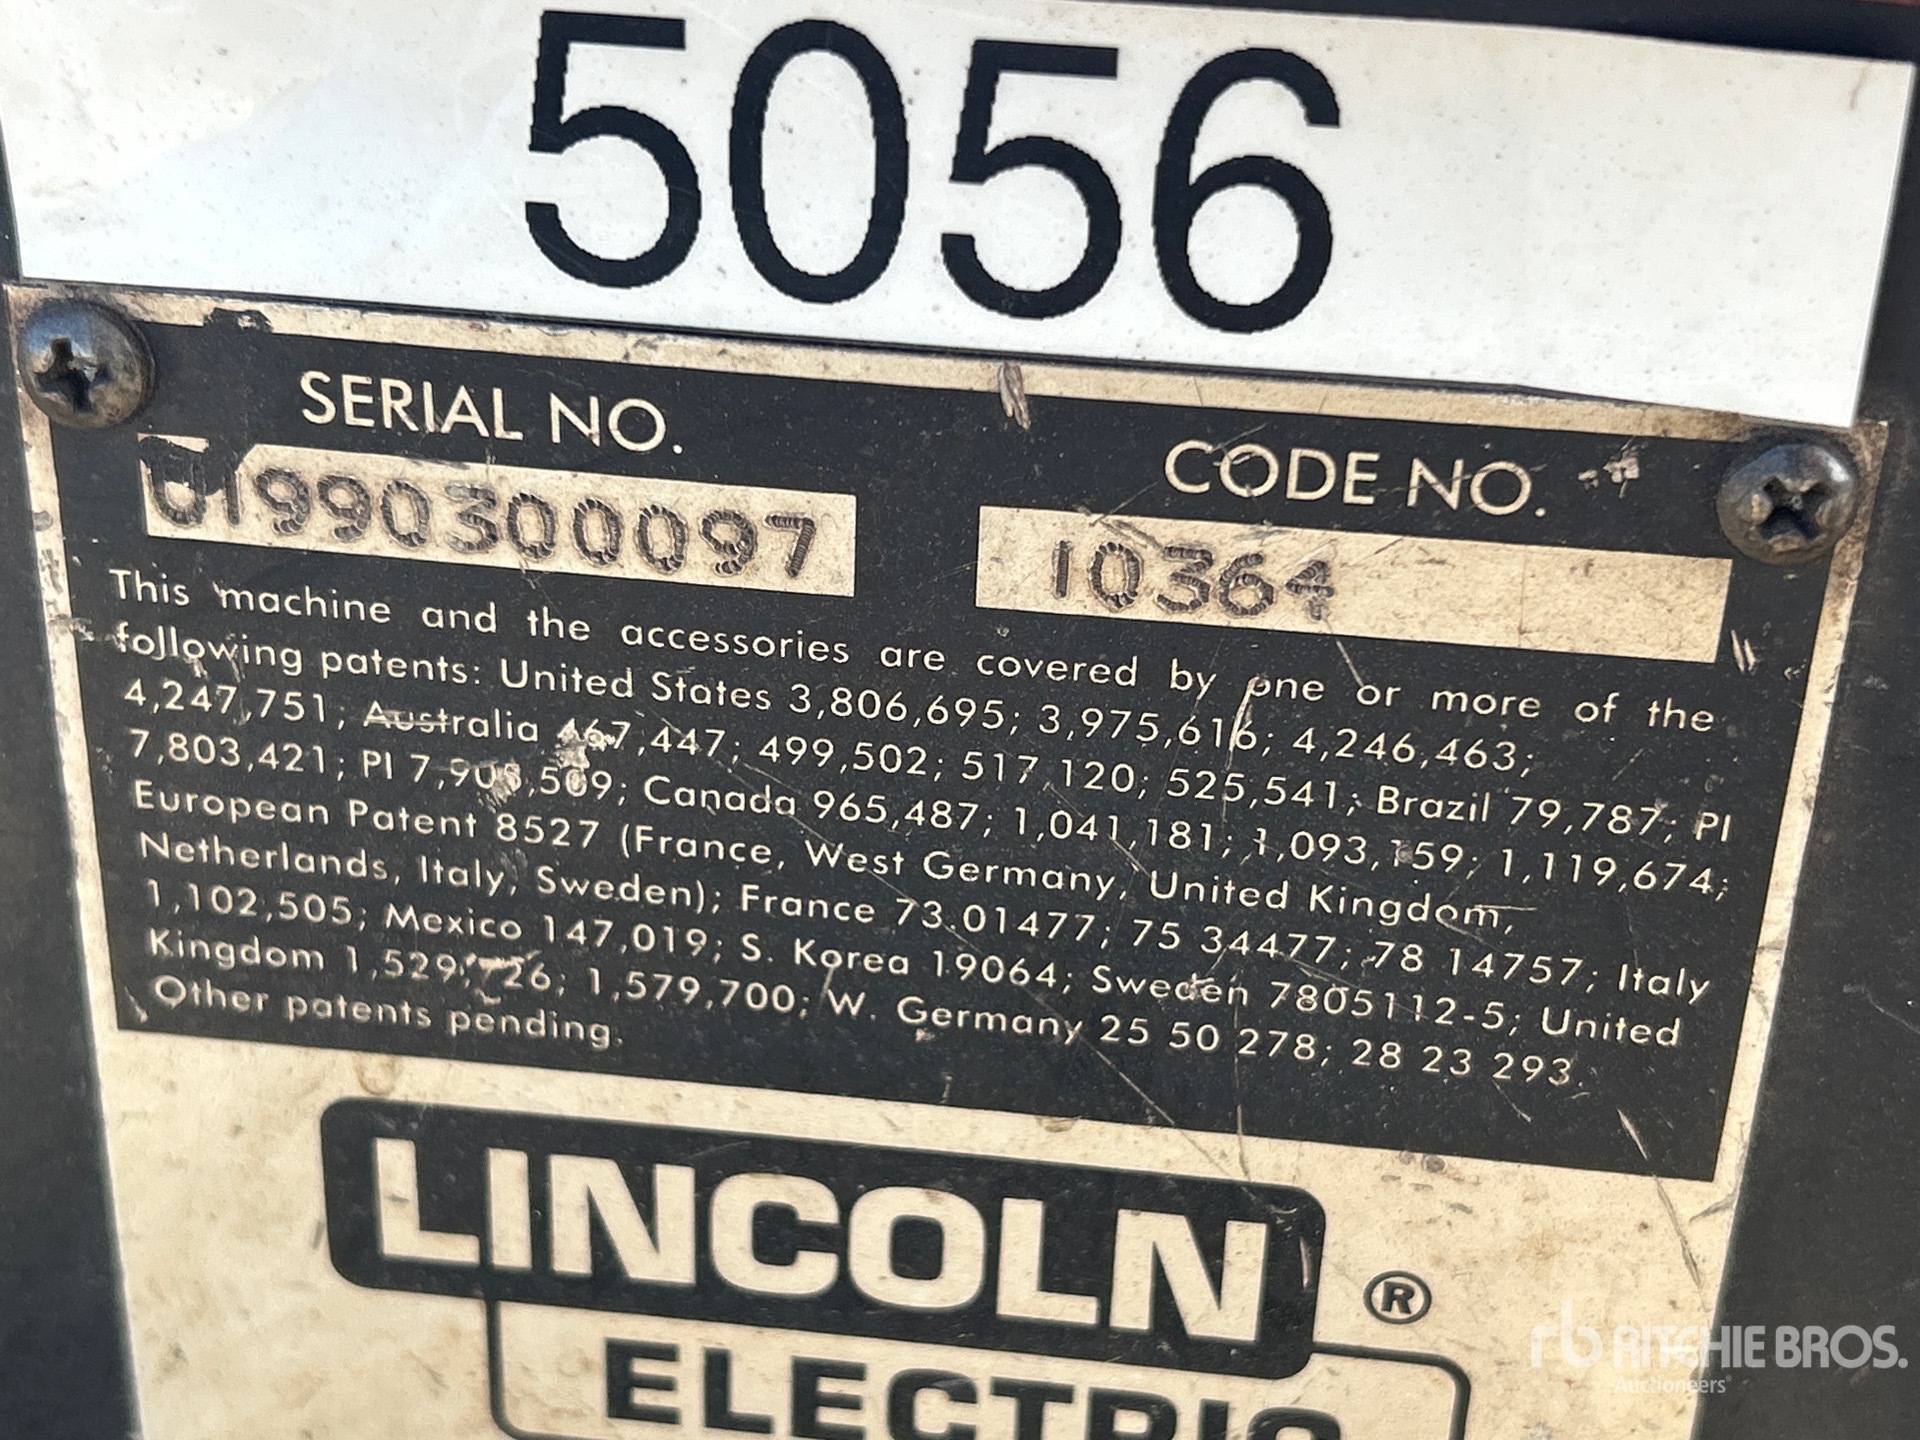 5056
SERIAL NO.
CODE NO.
U1990300097
10364
This machine and the accessories are covered by one or more of the
following patents: United States 3,806,695; 3,975,616; 4,246,463;
4,247,751; Australia 467,447; 499,502; 517 120; 525,541; Brazil 79,787; PI
7,803,421; PI 7,908,509; Canada 965,487; 1,041,181; 1,093,159; 1,119,674;
European Patent 8527 (France, West Germany, United Kingdom,
Netherlands, Italy, Sweden); France 73.01477; 75 34477; 78 14757; Italy
1,102,505; Mexico 147,019; S. Korea 19064; Sweden 7805112-5; United
Kingdom 1,529,726; 1,579,700; W. Germany 25 50 278; 28 23 293.
Other patents pending.
LINCOLN ®
ELECTRIC
rb RITCHIE BROS.
Auctioneers